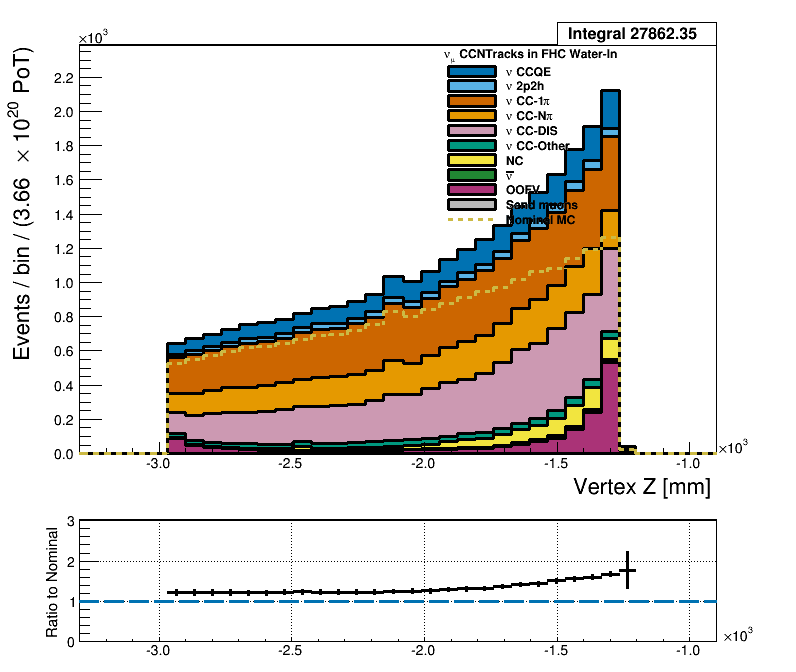 Integral 27862.35
×10³
ν_μ CCNTracks in FHC Water-In
ν CCQE
ν 2p2h
ν CC-1π
ν CC-Nπ
ν CC-DIS
ν CC-Other
NC
ν̅
OOFV
Sand muons
Nominal MC
Events / bin / (3.66 × 10²⁰ PoT)
2.2
2.0
1.8
1.6
1.4
1.2
1.0
0.8
0.6
0.4
0.2
0.0
-3.0 -2.5 -2.0 -1.5 -1.0
×10³
Vertex Z [mm]
Ratio to Nominal
3
2
1
0
-3.0 -2.5 -2.0 -1.5 -1.0
×10³